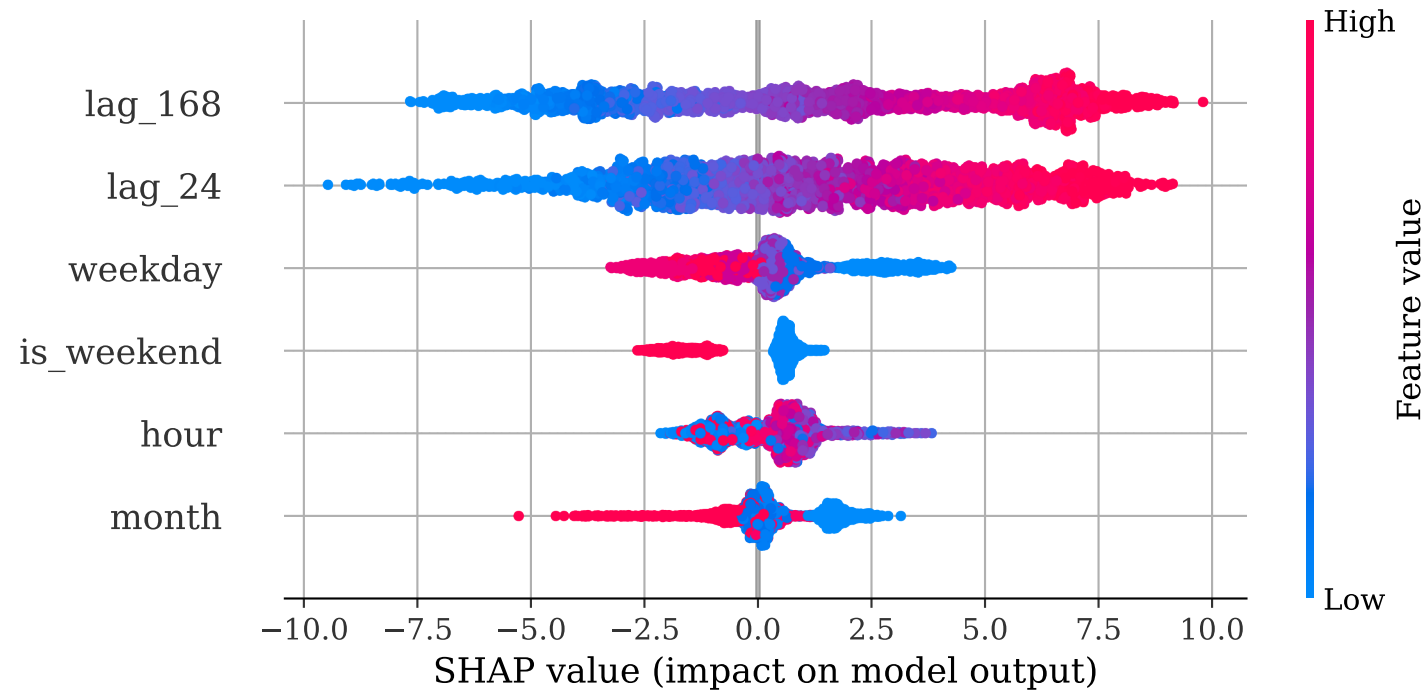 High
lag_168
lag_24
weekday
is_weekend
hour
month
Feature value
Low
−10.0 −7.5 −5.0 −2.5 0.0 2.5 5.0 7.5 10.0
SHAP value (impact on model output)